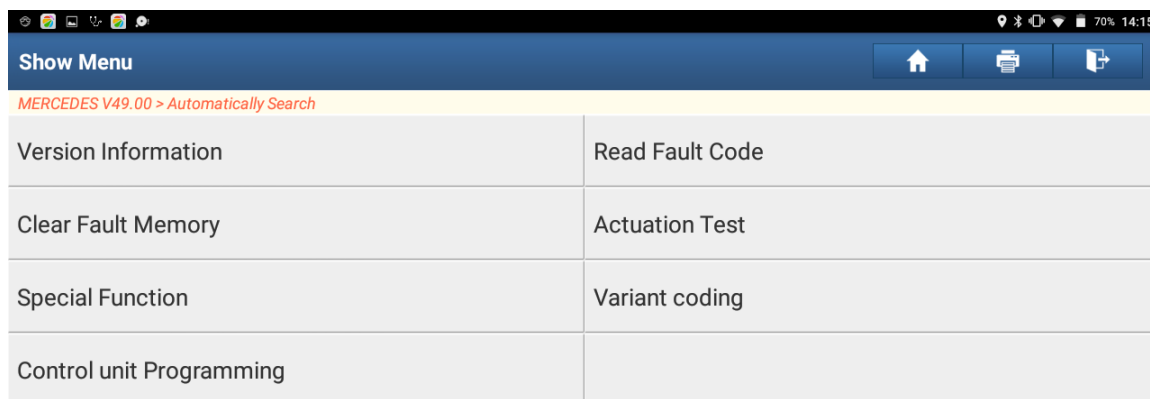 70% 14:15
Show Menu
MERCEDES V49.00 > Automatically Search
Version Information
Read Fault Code
Clear Fault Memory
Actuation Test
Special Function
Variant coding
Control unit Programming